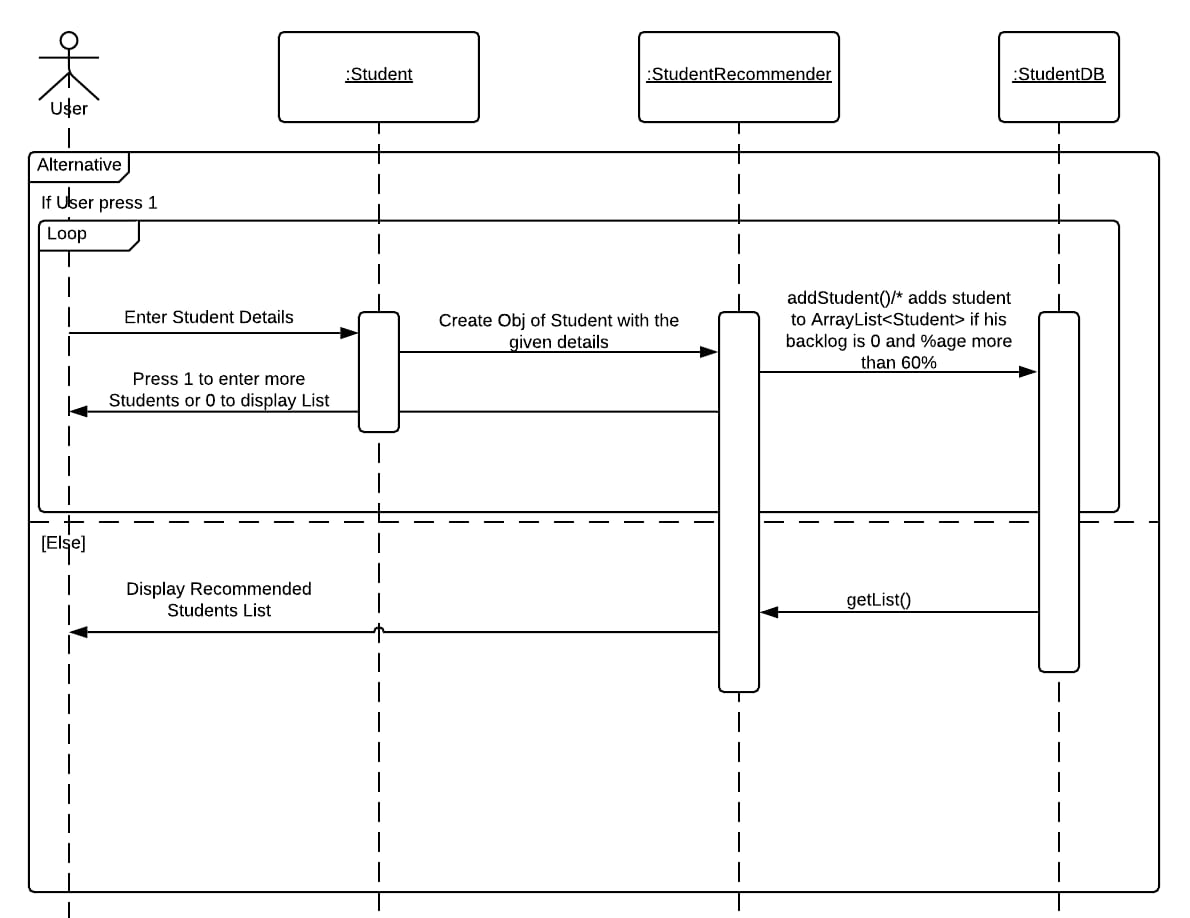 User
:Student
:StudentRecommender
:StudentDB
Alternative
If User press 1
Loop
Enter Student Details
Create Obj of Student with the
given details
addStudent()/* adds student
to ArrayList<Student> if his
backlog is 0 and %age more
than 60%
Press 1 to enter more
Students or 0 to display List
[Else]
Display Recommended
Students List
getList()